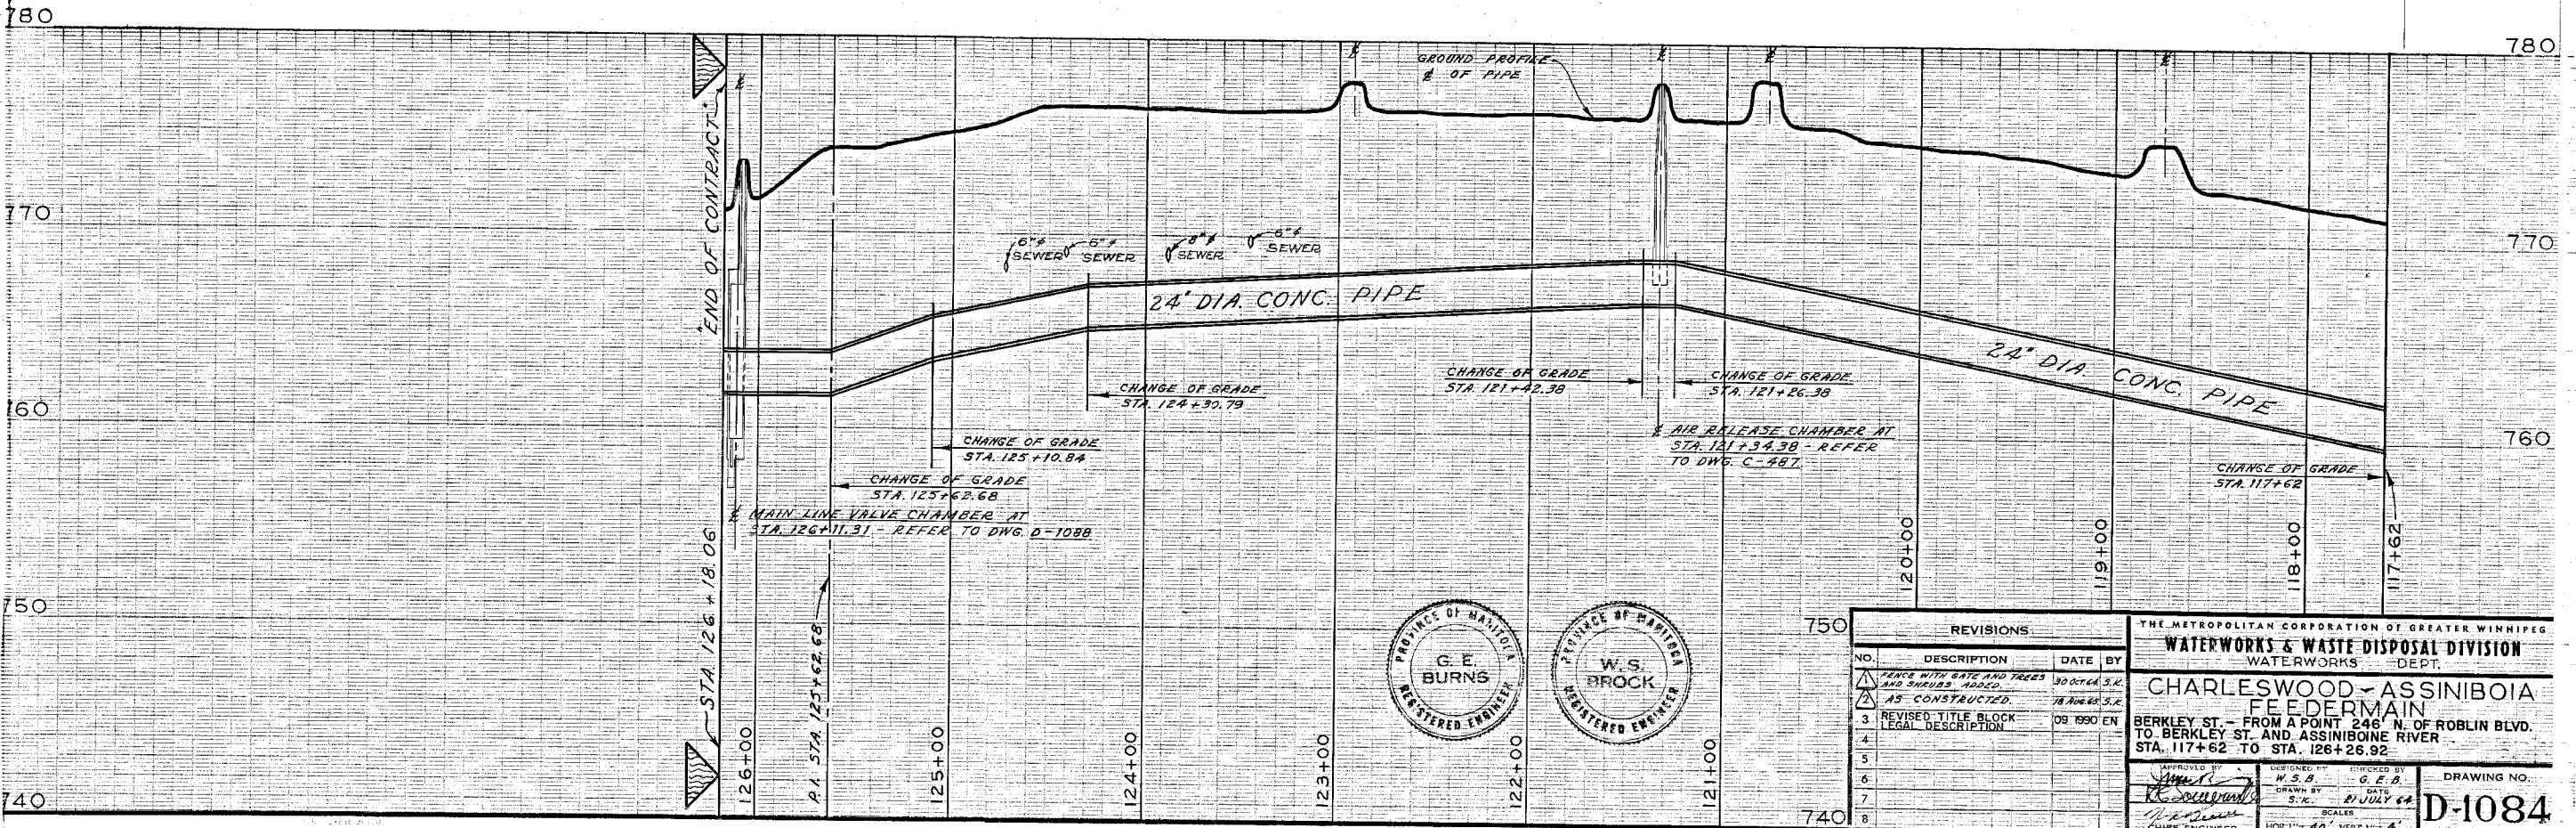 780
780
770
770
760
760
750
750
740
740
"END OF CONTRACT"
STA. 126+18.06
GROUND PROFILE
℄ OF PIPE
6"⌀
SEWER
6"⌀
SEWER
SEWER
6"⌀
SEWER
24" DIA. CONC. PIPE
24" DIA. CONC. PIPE
CHANGE OF GRADE
STA. 124+30.79
CHANGE OF GRADE
STA. 125+10.84
CHANGE OF GRADE
STA. 125+62.68
℄ MAIN LINE VALVE CHAMBER AT
STA. 126+11.31 - REFER TO DWG. D-1088
P.I. STA. 125+62.68
CHANGE OF GRADE
STA. 121+42.38
CHANGE OF GRADE
STA. 121+26.38
℄ AIR RELEASE CHAMBER AT
STA. 121+34.38 - REFER
TO DWG. C-487
CHANGE OF GRADE
STA. 117+62
126+00
125+00
124+00
123+00
122+00
121+00
120+00
119+00
118+00
117+62
PROVINCE OF MANITOBA
G. E.
BURNS
REGISTERED ENGINEER
PROVINCE OF MANITOBA
W. S.
BROCK
REGISTERED ENGINEER
REVISIONS
NO. DESCRIPTION DATE BY
1 FENCE WITH GATE AND TREES AND SHRUBS ADDED. 30 OCT 64 S.K.
2 AS CONSTRUCTED 18 AUG 65 S.K.
3 REVISED TITLE BLOCK LEGAL DESCRIPTION 09 1990 EN
4
5
6
7
8
THE METROPOLITAN CORPORATION OF GREATER WINNIPEG
WATERWORKS & WASTE DISPOSAL DIVISION
WATERWORKS DEPT.
CHARLESWOOD - ASSINIBOIA
FEEDERMAIN
BERKLEY ST. - FROM A POINT 246' N. OF ROBLIN BLVD.
TO BERKLEY ST. AND ASSINIBOINE RIVER
STA. 117+62 TO STA. 126+26.92
APPROVED BY
CHIEF ENGINEER
DESIGNED BY
W.S.B.
CHECKED BY
G.E.B.
DRAWN BY
S.K.
DATE
21 JULY 64
SCALES
DRAWING NO.
D-1084